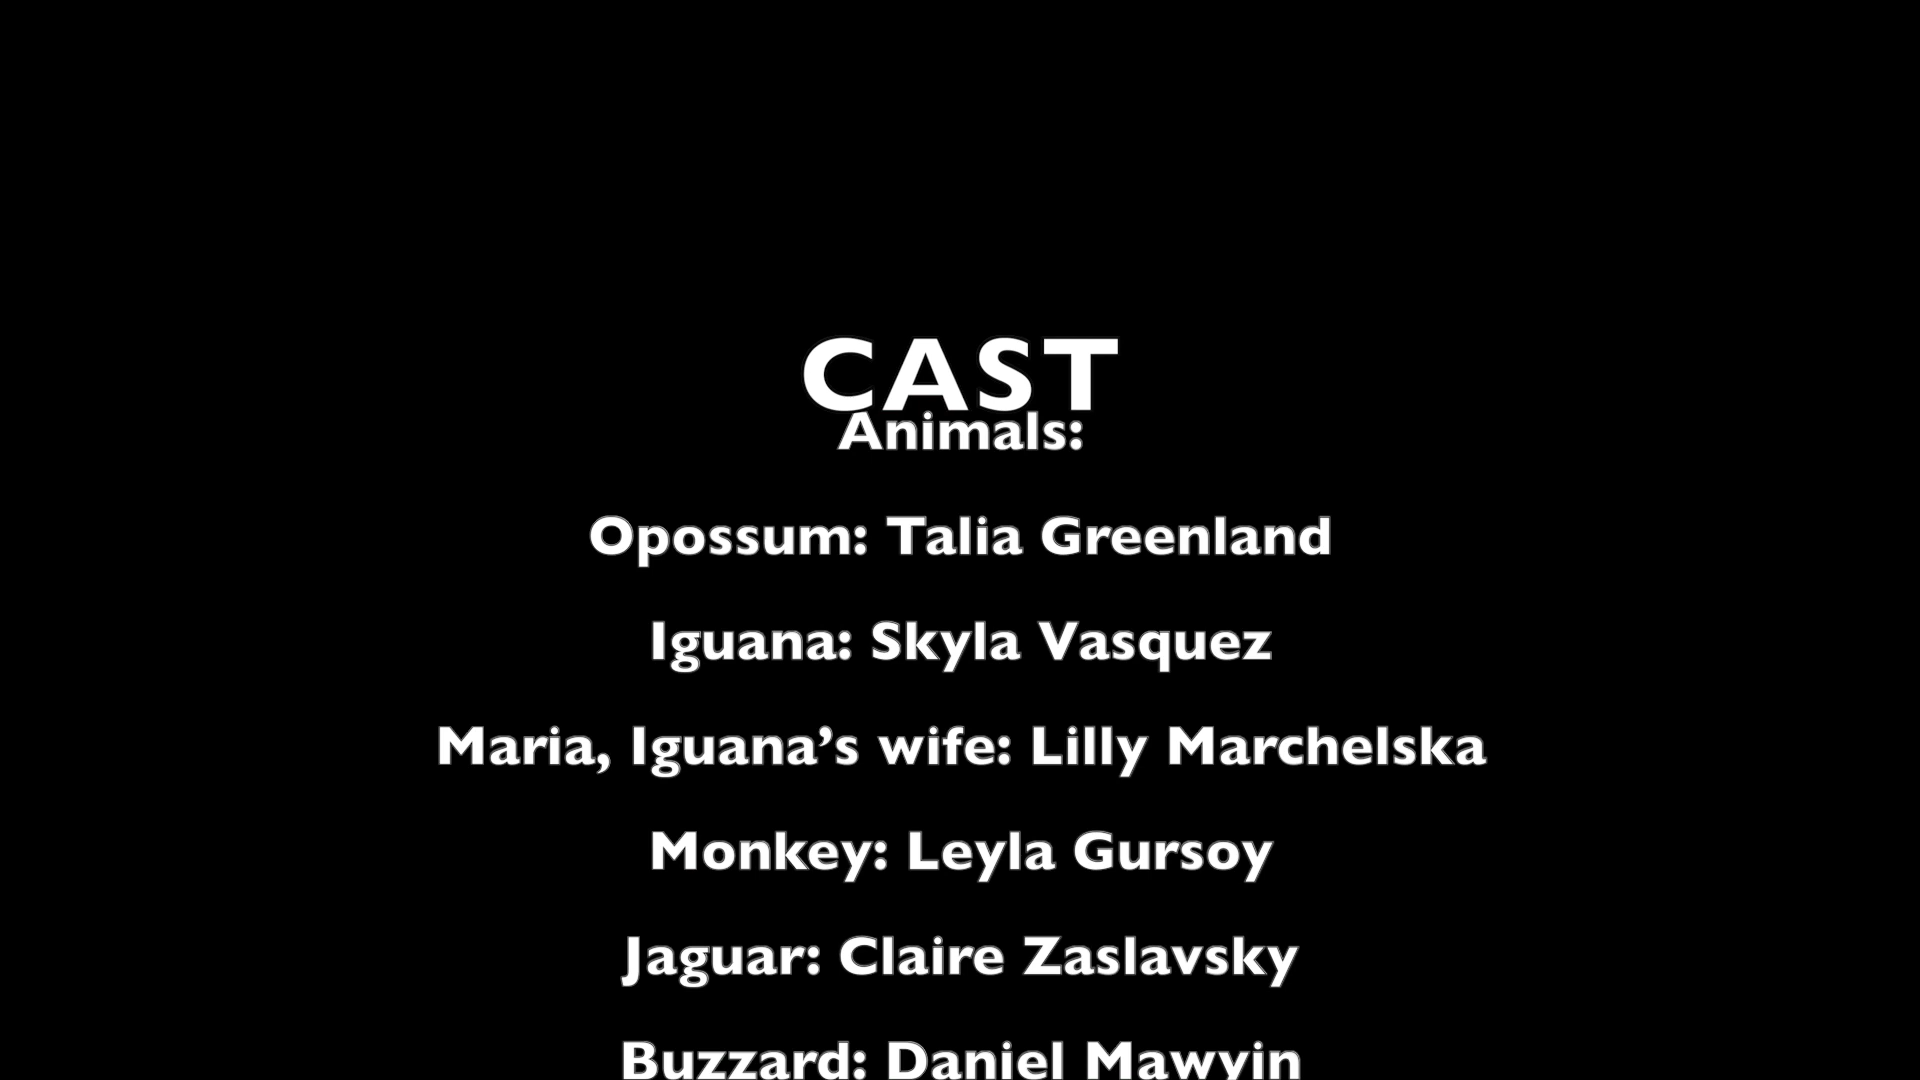 CAST
Animals:
Opossum: Talia Greenland
Iguana: Skyla Vasquez
Maria, Iguana’s wife: Lilly Marchelska
Monkey: Leyla Gursoy
Jaguar: Claire Zaslavsky
Buzzard: Daniel Mawyin